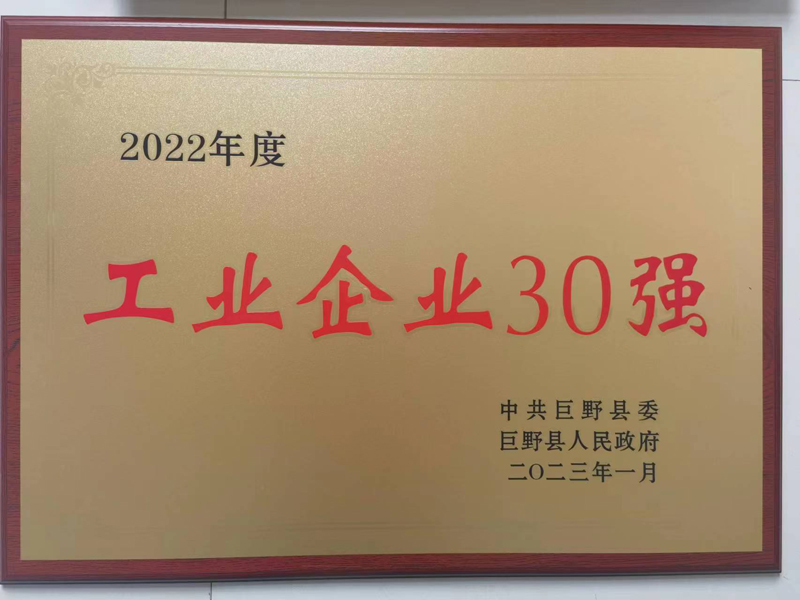 2022年度
工业企业30强
中共巨野县委
巨野县人民政府
二〇二三年一月